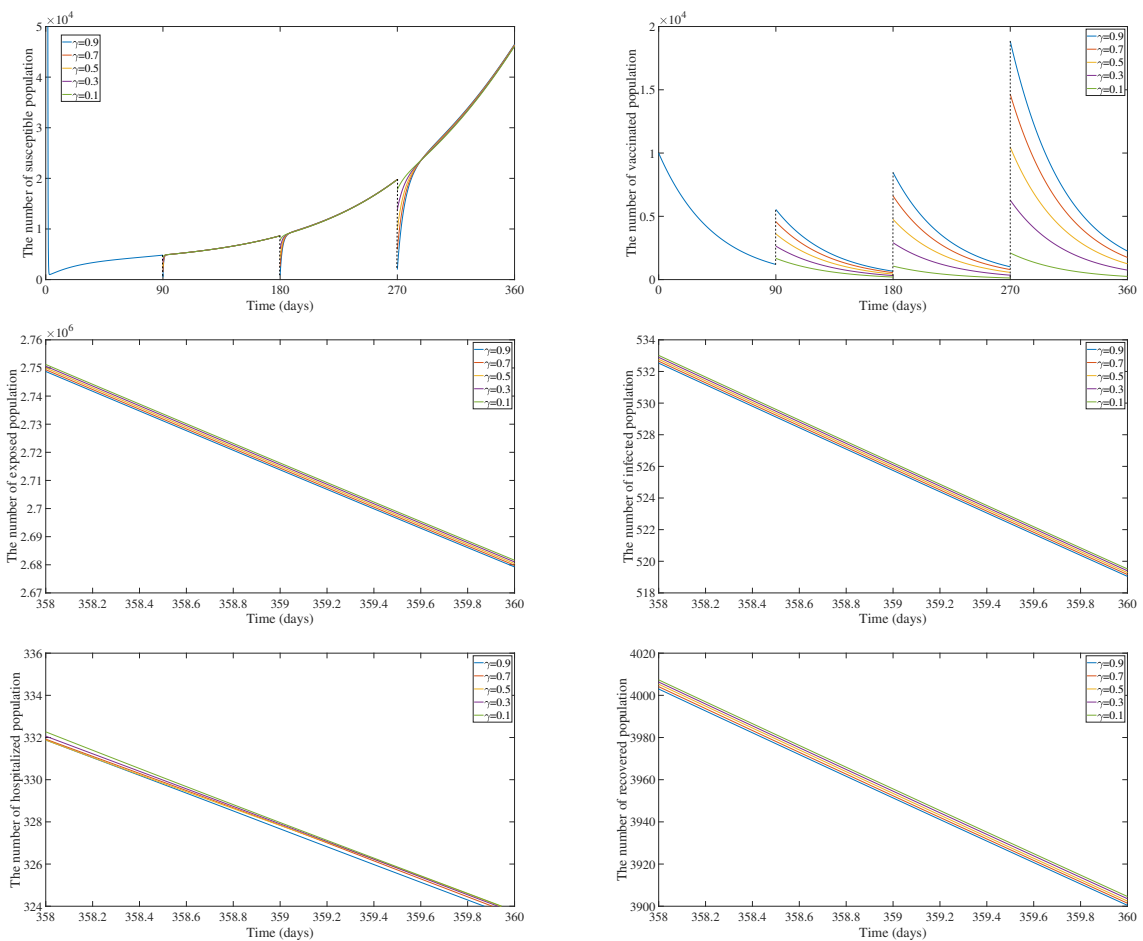 ×10⁴
5
4
3
2
1
0
0 90 180 270 360
Time (days)
The number of susceptible population
γ=0.9
γ=0.7
γ=0.5
γ=0.3
γ=0.1
×10⁴
2
1.5
1
0.5
0
0 90 180 270 360
Time (days)
The number of vaccinated population
γ=0.9
γ=0.7
γ=0.5
γ=0.3
γ=0.1
×10⁶
2.76
2.75
2.74
2.73
2.72
2.71
2.7
2.69
2.68
2.67
358 358.2 358.4 358.6 358.8 359 359.2 359.4 359.6 359.8 360
Time (days)
The number of exposed population
γ=0.9
γ=0.7
γ=0.5
γ=0.3
γ=0.1
534
532
530
528
526
524
522
520
518
358 358.2 358.4 358.6 358.8 359 359.2 359.4 359.6 359.8 360
Time (days)
The number of infected population
γ=0.9
γ=0.7
γ=0.5
γ=0.3
γ=0.1
336
334
332
330
328
326
324
358 358.2 358.4 358.6 358.8 359 359.2 359.4 359.6 359.8 360
Time (days)
The number of hospitalized population
γ=0.9
γ=0.7
γ=0.5
γ=0.3
γ=0.1
4020
4000
3980
3960
3940
3920
3900
358 358.2 358.4 358.6 358.8 359 359.2 359.4 359.6 359.8 360
Time (days)
The number of recovered population
γ=0.9
γ=0.7
γ=0.5
γ=0.3
γ=0.1